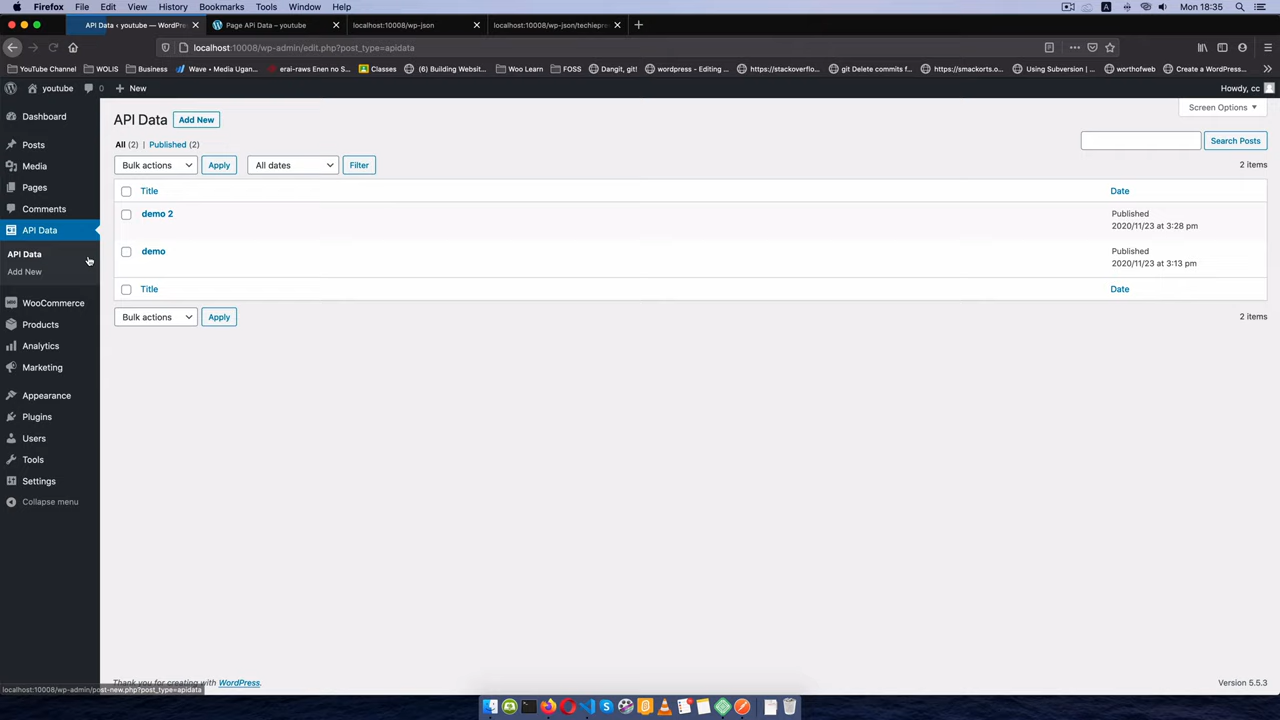 Firefox File Edit View History Bookmarks Tools Window Help Mon 18:35
API Data ‹ youtube — WordPre Page API Data – youtube localhost:10008/wp-json localhost:10008/wp-json/techiepre
localhost:10008/wp-admin/edit.php?post_type=apidata
YouTube Channel WOLIS Business Wave • Media Ugan... erai-raws Enen no S... Classes (6) Building Websit... Woo Learn FOSS Dangit, git! wordpress - Editing ... https://stackoverflo... git Delete commits f... https://smackorts.o... Using Subversion | ... worthofweb Create a WordPress...
youtube 0 New Howdy, cc
Screen Options
Dashboard
Posts
Media
Pages
Comments
API Data
API Data
Add New
WooCommerce
Products
Analytics
Marketing
Appearance
Plugins
Users
Tools
Settings
Collapse menu
API Data Add New
All (2) | Published (2)
Search Posts
Bulk actions Apply All dates Filter 2 items
Title Date
demo 2 Published
2020/11/23 at 3:28 pm
demo Published
2020/11/23 at 3:13 pm
Title Date
Bulk actions Apply 2 items
Thank you for creating with WordPress. Version 5.5.3
localhost:10008/wp-admin/post-new.php?post_type=apidata